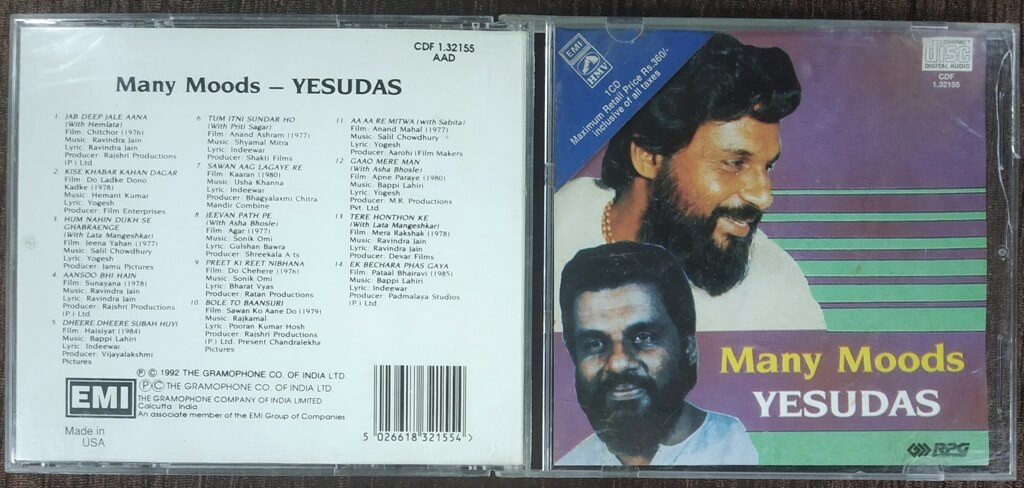 CDF 1.32155
AAD
Many Moods – YESUDAS
1. JAB DEEP JALE AANA
(With Hemlata)
Film: Chitchor (1976)
Music: Ravindra Jain
Lyric: Ravindra Jain
Producer: Rajshri Productions
(P.) Ltd
2. KISE KHABAR KAHAN DAGAR
Film: Do Ladke Dono
Kadke (1978)
Music: Hemant Kumar
Lyric: Yogesh
Producer: Film Enterprises
3. HUM NAHIN DUKH SE
GHABRAENGE
(With Lata Mangeshkar)
Film: Jeena Yahan (1977)
Music: Salil Chowdhury
Lyric: Yogesh
Producer: Jamu Pictures
4. AANSOO BHI HAIN
Film: Sunayana (1978)
Music: Ravindra Jain
Lyric: Ravindra Jain
Producer: Rajshri Productions
(P.) Ltd
5. DHEERE DHEERE SUBAH HUYI
Film: Haisiyat (1984)
Music: Bappi Lahiri
Lyric: Indeewar
Producer: Vijayalakshmi
Pictures
6. TUM ITNI SUNDAR HO
(With Priti Sagar)
Film: Anand Ashram (1977)
Music: Shyamal Mitra
Lyric: Indeewar
Producer: Shakti Films
7. SAWAN AAG LAGAYE RE
Film: Kaaran (1980)
Music: Usha Khanna
Lyric: Indeewar
Producer: Bhagyalaxmi Chitra
Mandir Combine
8. JEEVAN PATH PE
(With Asha Bhosle)
Film: Agar (1977)
Music: Sonik Omi
Lyric: Gulshan Bawra
Producer: Shreekala A ts
9. PREET KI REET NIBHANA
Film: Do Chehere (1976)
Music: Sonik Omi
Lyric: Bharat Vyas
Producer: Ratan Productions
10. BOLE TO BAANSURI
Film: Sawan Ko Aane Do (1979)
Music: Rajkamal
Lyric: Pooran Kumar Hosh
Producer: Rajshri Productions
(P.) Ltd. Present Chandralekha
Pictures
11. AA AA RE MITWA (with Sabita)
Film: Anand Mahal (1977)
Music: Salil Chowdhury
Lyric: Yogesh
Producer: Aarohi (Film Makers
12. GAAO MERE MAN
(With Asha Bhosle)
Film: Apne Paraye (1980)
Music: Bappi Lahiri
Lyric: Yogesh
Producer: M.R. Productions
Pvt. Ltd.
13. TERE HONTHON KE
(With Lata Mangeshkar)
Film: Mera Rakshak (1978)
Music: Ravindra Jain
Lyric: Ravindra Jain
Producer: Devar Films
14. EK BECHARA PHAS GAYA
Film: Pataal Bhairavi (1985)
Music: Bappi Lahiri
Lyric: Indeewar
Producer: Padmalaya Studios
(P.) Ltd
℗ © 1992 THE GRAMOPHONE CO. OF INDIA LTD.
℗ © THE GRAMOPHONE CO. OF INDIA LTD.
THE GRAMOPHONE COMPANY OF INDIA LIMITED
Calcutta India
An associate member of the EMI Group of Companies
EMI
Made in
USA
5 026618 321554 >
EMI
HMV
1CD
Maximum Retail Price Rs.360/-
inclusive of all taxes
COMPACT
disc
DIGITAL AUDIO
CDF
1.32155
Many Moods
YESUDAS
RPG